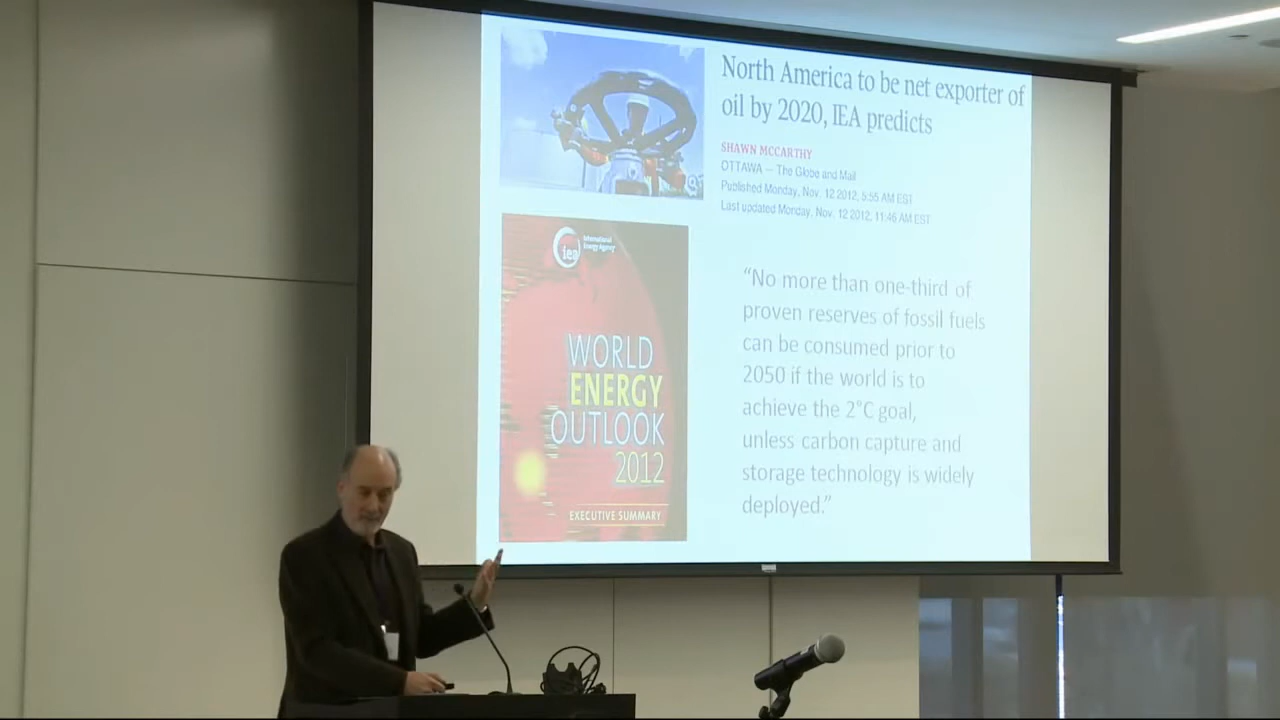 North America to be net exporter of
oil by 2020, IEA predicts
SHAWN MCCARTHY
OTTAWA — The Globe and Mail
Published Monday, Nov. 12 2012, 5:55 AM EST
Last updated Monday, Nov. 12 2012, 11:46 AM EST
iea
International
Energy Agency
WORLD
ENERGY
OUTLOOK
2012
EXECUTIVE SUMMARY
“No more than one-third of
proven reserves of fossil fuels
can be consumed prior to
2050 if the world is to
achieve the 2°C goal,
unless carbon capture and
storage technology is widely
deployed.”